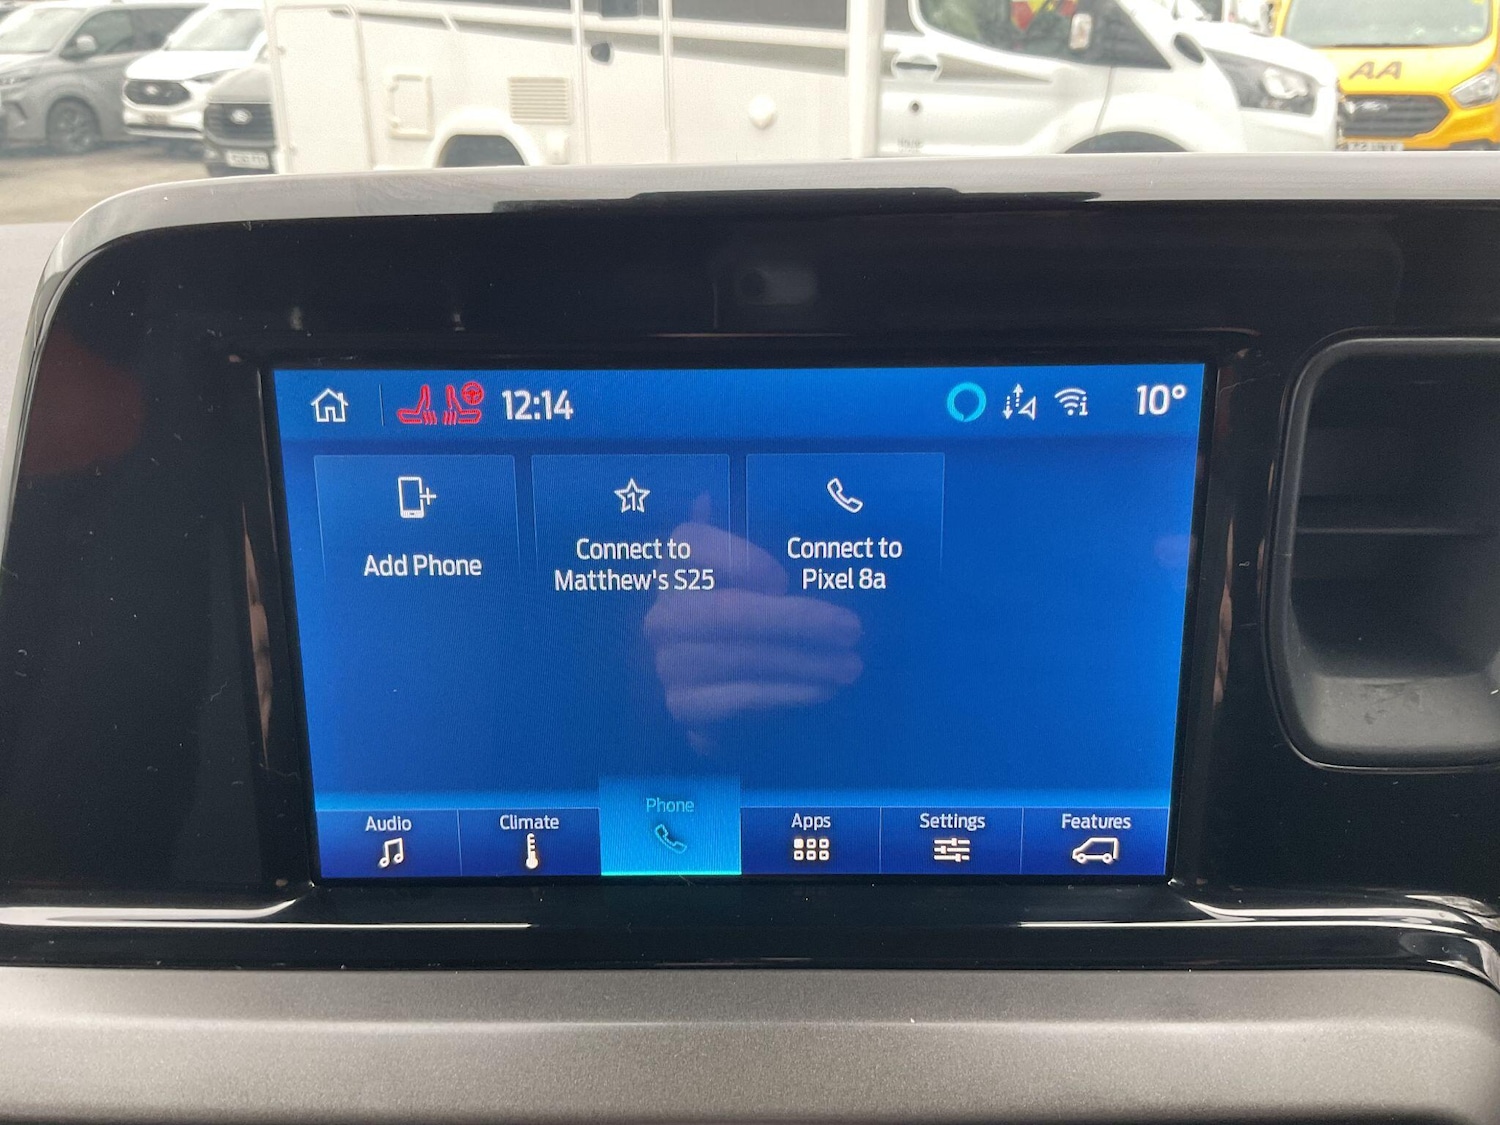 AA
12:14
10°
Add Phone
1
Connect to
Matthew's S25
Connect to
Pixel 8a
Audio
Climate
Phone
Apps
Settings
Features